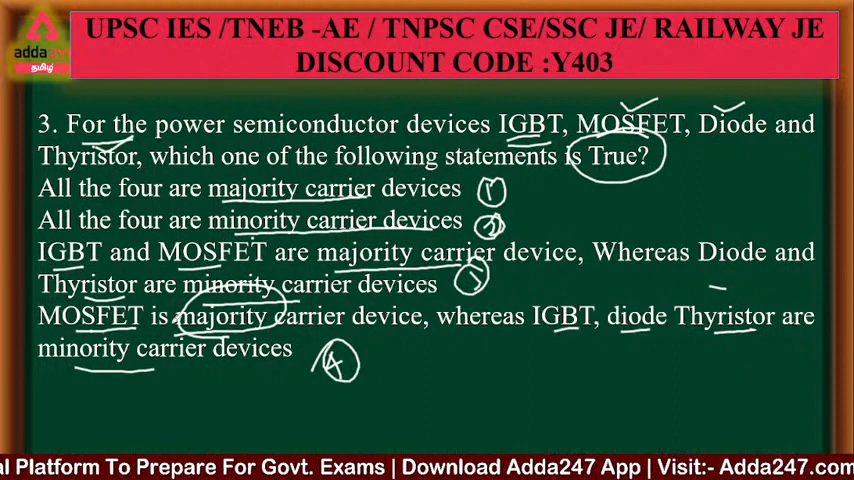 UPSC IES /TNEB -AE / TNPSC CSE/SSC JE/ RAILWAY JE
DISCOUNT CODE :Y403
adda247
தமிழ்
3. For the power semiconductor devices IGBT, MOSFET, Diode and
Thyristor, which one of the following statements is True?
All the four are majority carrier devices 1
All the four are minority carrier devices 2
IGBT and MOSFET are majority carrier device, Whereas Diode and
Thyristor are minority carrier devices 3
MOSFET is majority carrier device, whereas IGBT, diode Thyristor are
minority carrier devices 4
al Platform To Prepare For Govt. Exams | Download Adda247 App | Visit:- Adda247.com